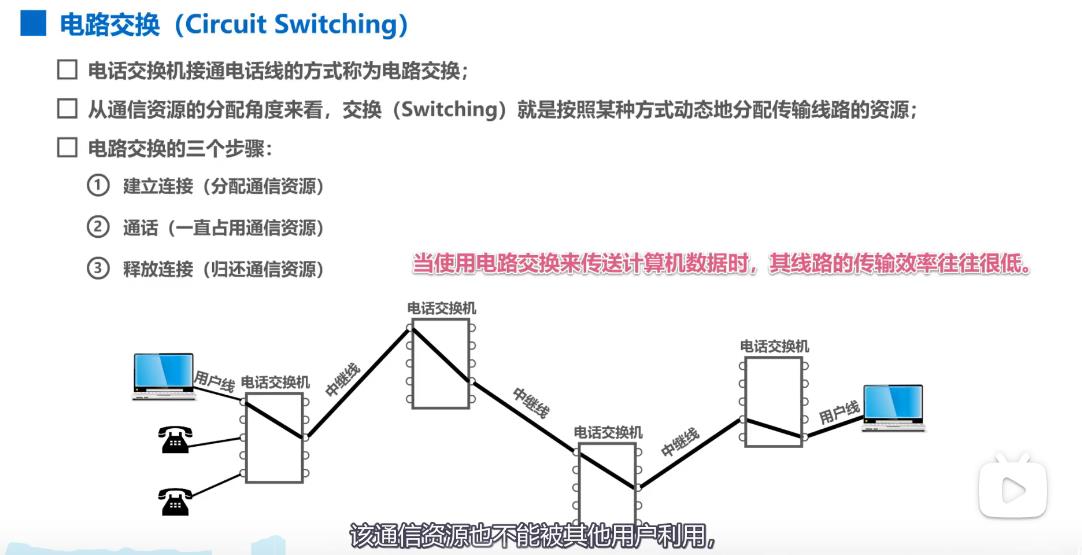 电路交换（Circuit Switching）
电话交换机接通电话线的方式称为电路交换；
从通信资源的分配角度来看，交换（Switching）就是按照某种方式动态地分配传输线路的资源；
电路交换的三个步骤：
① 建立连接（分配通信资源）
② 通话（一直占用通信资源）
③ 释放连接（归还通信资源）
当使用电路交换来传送计算机数据时，其线路的传输效率往往很低。
电话交换机
电话交换机
用户线
电话交换机
中继线
中继线
用户线
电话交换机
中继线
该通信资源也不能被其他用户利用，